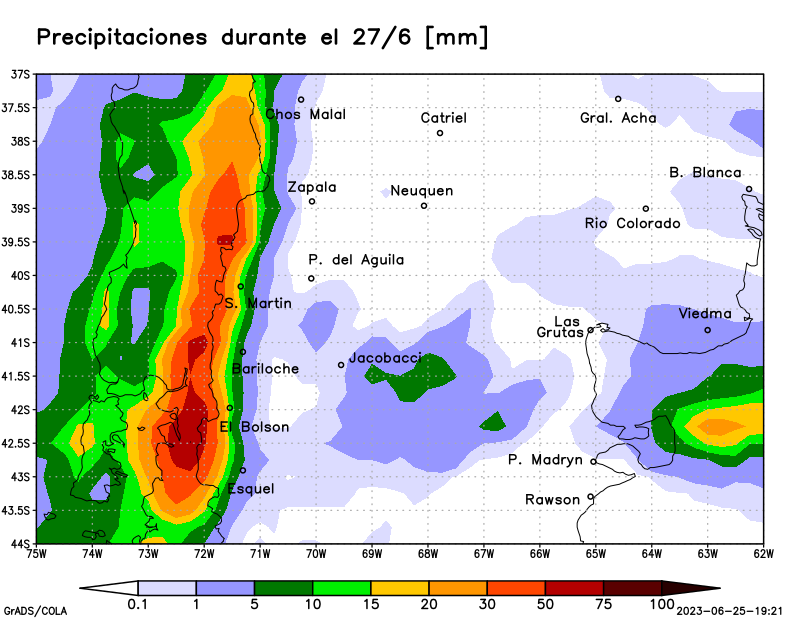 Precipitaciones durante el 27/6 [mm]
37S
37.5S
Chos Malal
Catriel
Gral. Acha
38S
38.5S
B. Blanca
Zapala
Neuquen
39S
Rio Colorado
39.5S
P. del Aguila
40S
S. Martin
40.5S
Viedma
Las
Grutas
41S
Jacobacci
Bariloche
41.5S
42S
El Bolson
42.5S
P. Madryn
43S
Esquel
Rawson
43.5S
44S
75W 74W 73W 72W 71W 70W 69W 68W 67W 66W 65W 64W 63W 62W
0.1 1 5 10 15 20 30 50 75 100
GrADS/COLA
2023-06-25-19:21